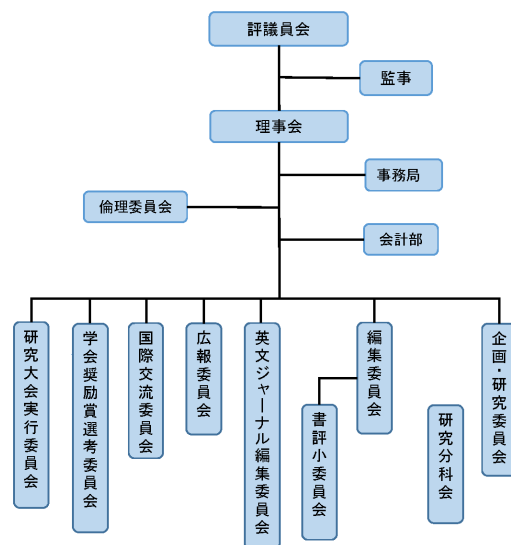 評議員会
監事
理事会
事務局
倫理委員会
会計部
研究大会実行委員会
学会奨励賞選考委員会
国際交流委員会
広報委員会
英文ジャーナル編集委員会
書評小委員会
編集委員会
研究分科会
企画・研究委員会